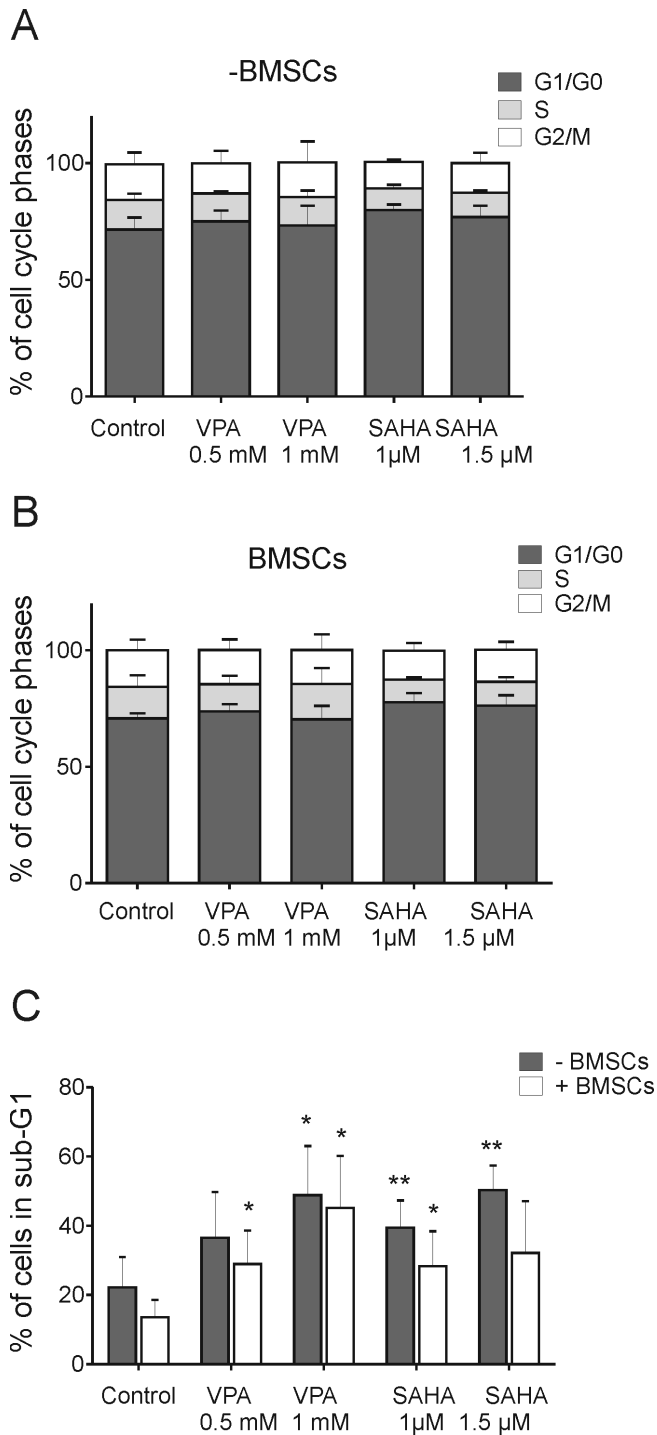 A
-BMSCs
G1/G0
S
G2/M
% of cell cycle phases
100
50
0
Control
VPA
0.5 mM
VPA
1 mM
SAHA
1µM
SAHA
1.5 µM
B
BMSCs
G1/G0
S
G2/M
% of cell cycle phases
100
50
0
Control
VPA
0.5 mM
VPA
1 mM
SAHA
1µM
SAHA
1.5 µM
C
- BMSCs
+ BMSCs
% of cells in sub-G1
80
60
40
20
0
*
*
*
**
*
**
Control
VPA
0.5 mM
VPA
1 mM
SAHA
1µM
SAHA
1.5 µM